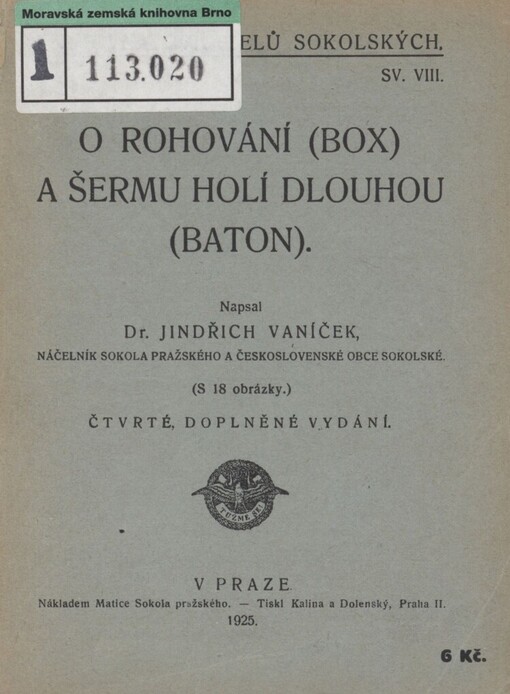 Moravská zemská knihovna Brno
1 113.020
ELŮ SOKOLSKÝCH,
SV. VIII.
O ROHOVÁNÍ (BOX)
A ŠERMU HOLÍ DLOUHOU
(BATON).
Napsal
Dr. JINDŘICH VANÍČEK,
NÁČELNÍK SOKOLA PRAŽSKÉHO A ČESKOSLOVENSKÉ OBCE SOKOLSKÉ.
(S 18 obrázky.)
ČTVRTÉ, DOPLNĚNÉ VYDÁNÍ.
TUŽME SE!
V PRAZE
Nákladem Matice Sokola pražského. — Tiskl Kalina a Dolenský, Praha II.
1925.
6 Kč.